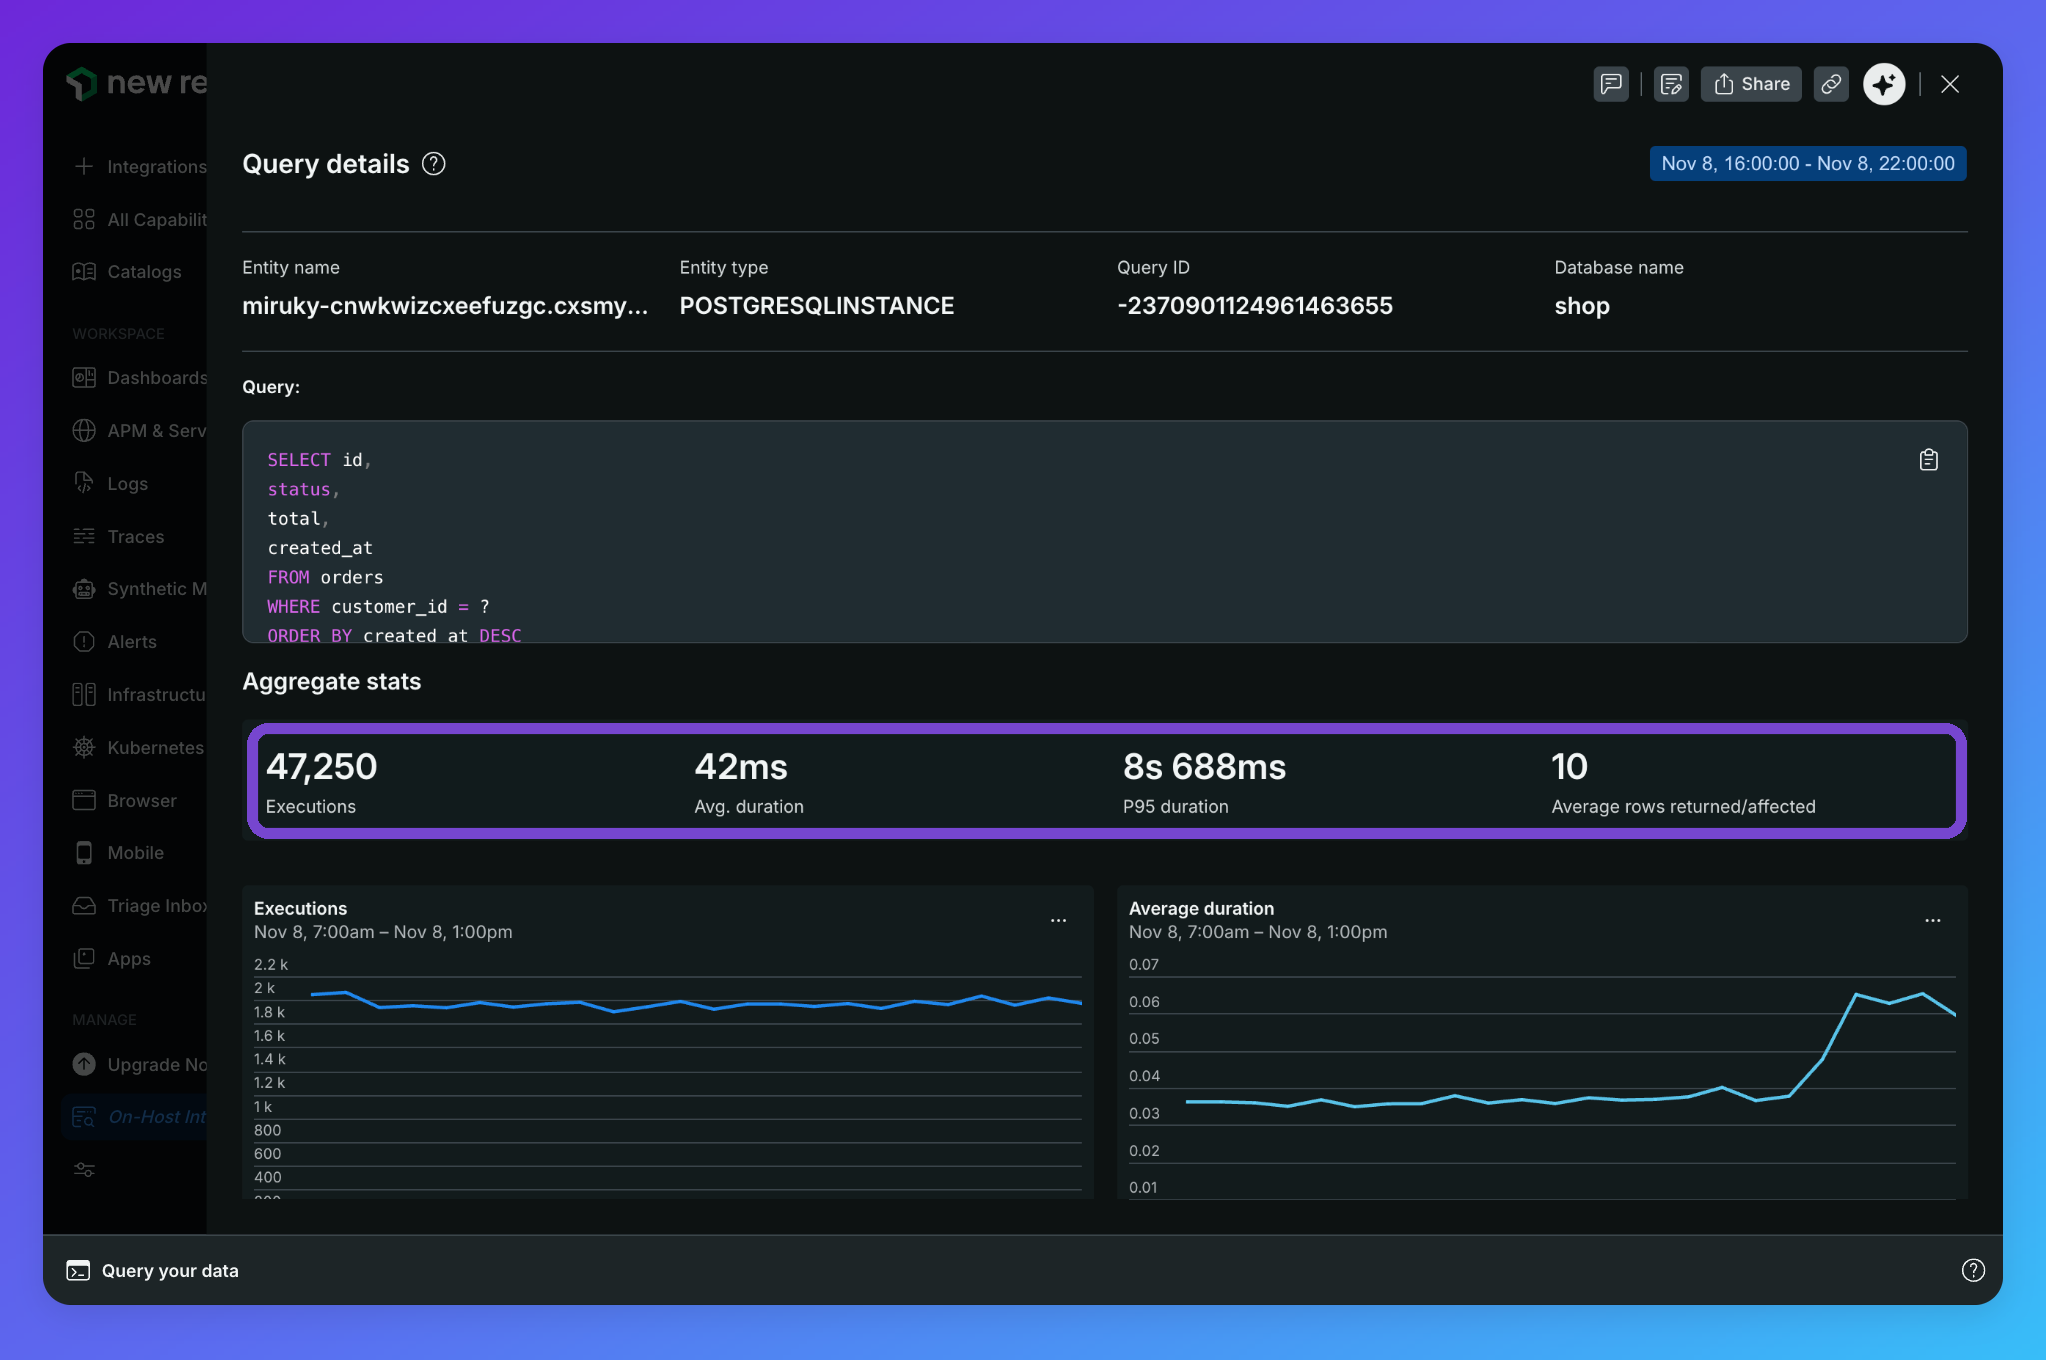 new re
Share
Integrations
All Capabilit
Catalogs
WORKSPACE
Dashboards
APM & Serv
Logs
Traces
Synthetic M
Alerts
Infrastructu
Kubernetes
Browser
Mobile
Triage Inbox
Apps
MANAGE
Upgrade No
On-Host Int
Query details
Nov 8, 16:00:00 - Nov 8, 22:00:00
Entity name
miruky-cnwkwizcxeefuzgc.cxsmy...
Entity type
POSTGRESQLINSTANCE
Query ID
-2370901124961463655
Database name
shop
Query:
SELECT id,
status,
total,
created_at
FROM orders
WHERE customer_id = ?
ORDER BY created_at DESC
Aggregate stats
47,250
Executions
42ms
Avg. duration
8s 688ms
P95 duration
10
Average rows returned/affected
Executions
Nov 8, 7:00am – Nov 8, 1:00pm
2.2 k
2 k
1.8 k
1.6 k
1.4 k
1.2 k
1 k
800
600
400
200
Average duration
Nov 8, 7:00am – Nov 8, 1:00pm
0.07
0.06
0.05
0.04
0.03
0.02
0.01
Query your data